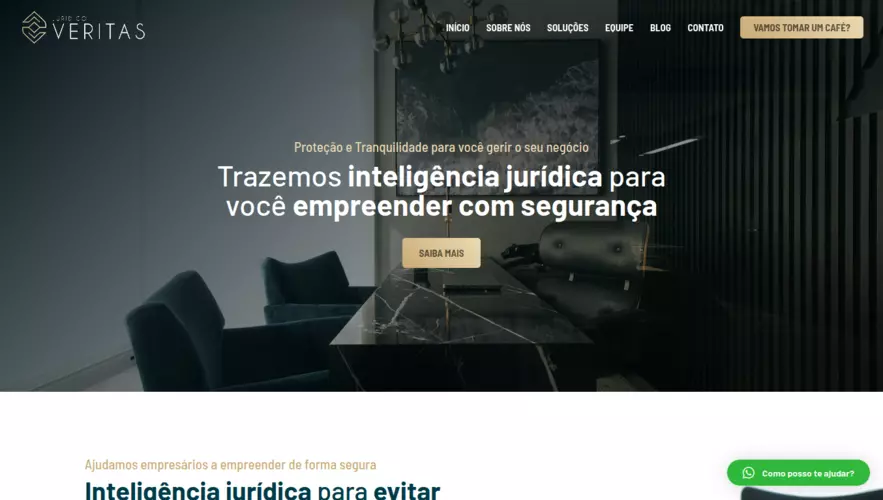 JURÍDICO
VERITAS
INÍCIO
SOBRE NÓS
SOLUÇÕES
EQUIPE
BLOG
CONTATO
VAMOS TOMAR UM CAFÉ?
Proteção e Tranquilidade para você gerir o seu negócio
Trazemos inteligência jurídica para
você empreender com segurança
SAIBA MAIS
Ajudamos empresários a empreender de forma segura
Inteligência jurídica para evitar
Como posso te ajudar?